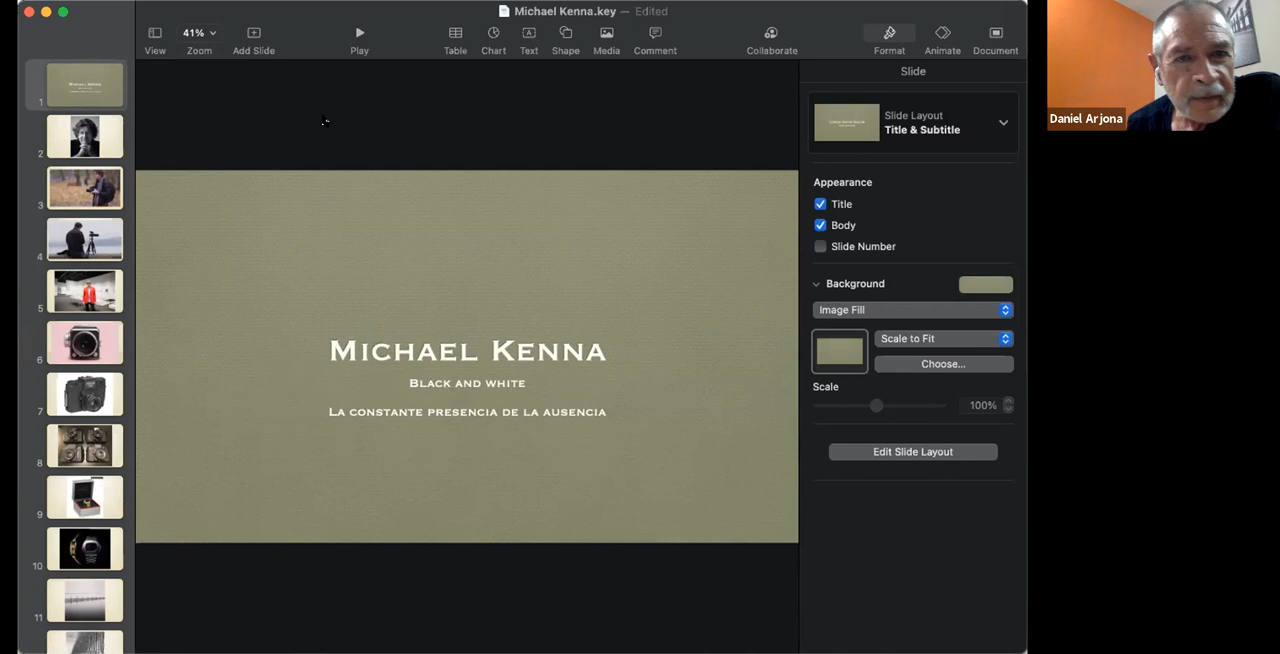 Michael Kenna.key — Edited
41%
View
Zoom
Add Slide
Play
Table
Chart
Text
Shape
Media
Comment
Collaborate
Format
Animate
Document
1
2
3
4
5
6
7
8
9
10
11
Michael Kenna
Black and white
La constante presencia de la ausencia
Slide
Slide Layout
Title & Subtitle
Appearance
Title
Body
Slide Number
Background
Image Fill
Scale to Fit
Choose...
Scale
100%
Edit Slide Layout
Daniel Arjona